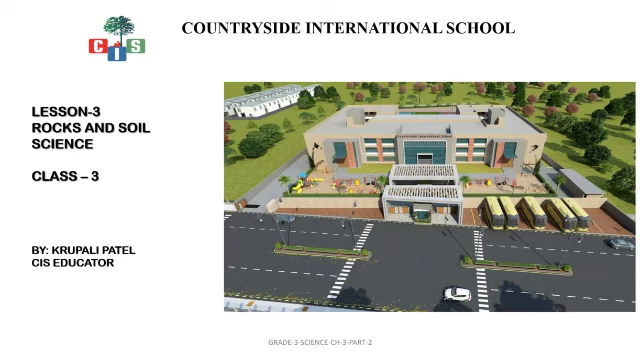 CIS
COUNTRYSIDE INTERNATIONAL SCHOOL
LESSON-3
ROCKS AND SOIL
SCIENCE
CLASS – 3
BY: KRUPALI PATEL
CIS EDUCATOR
GRADE-3-SCIENCE-CH-3-PART-2